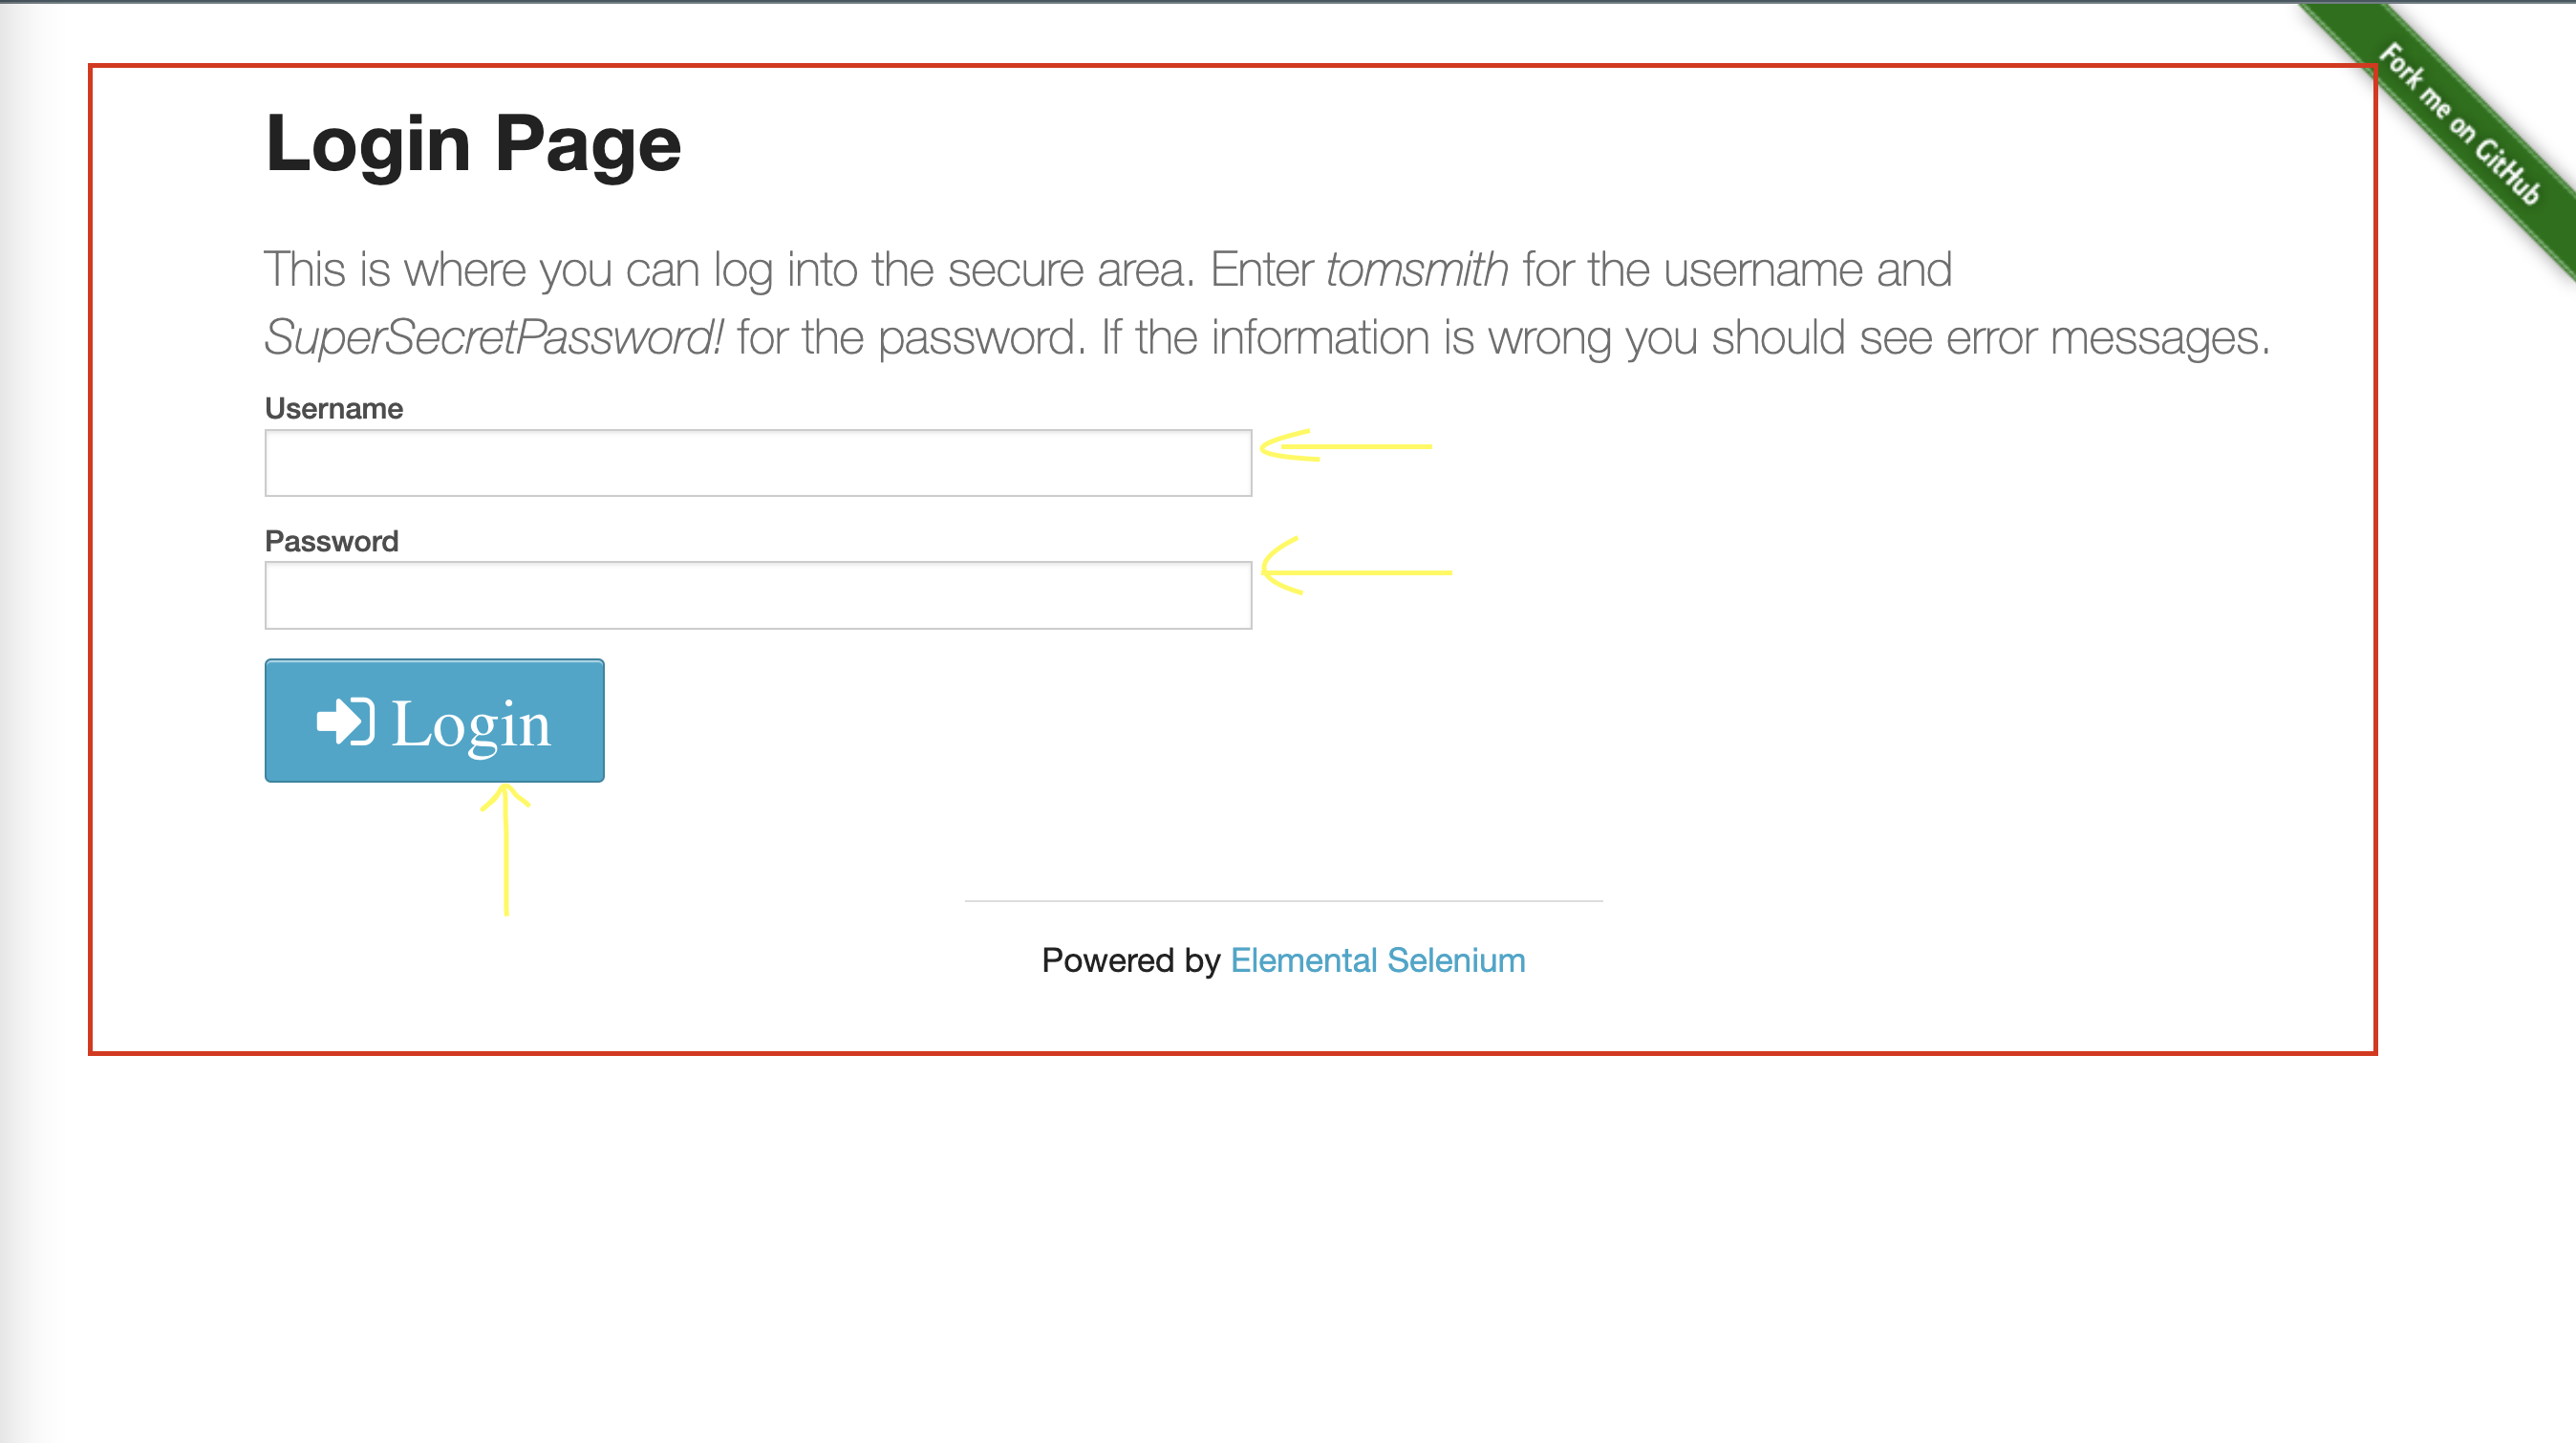 Fork me on GitHub
Login Page
This is where you can log into the secure area. Enter tomsmith for the username and
SuperSecretPassword! for the password. If the information is wrong you should see error messages.
Username
Password
Login
Powered by Elemental Selenium